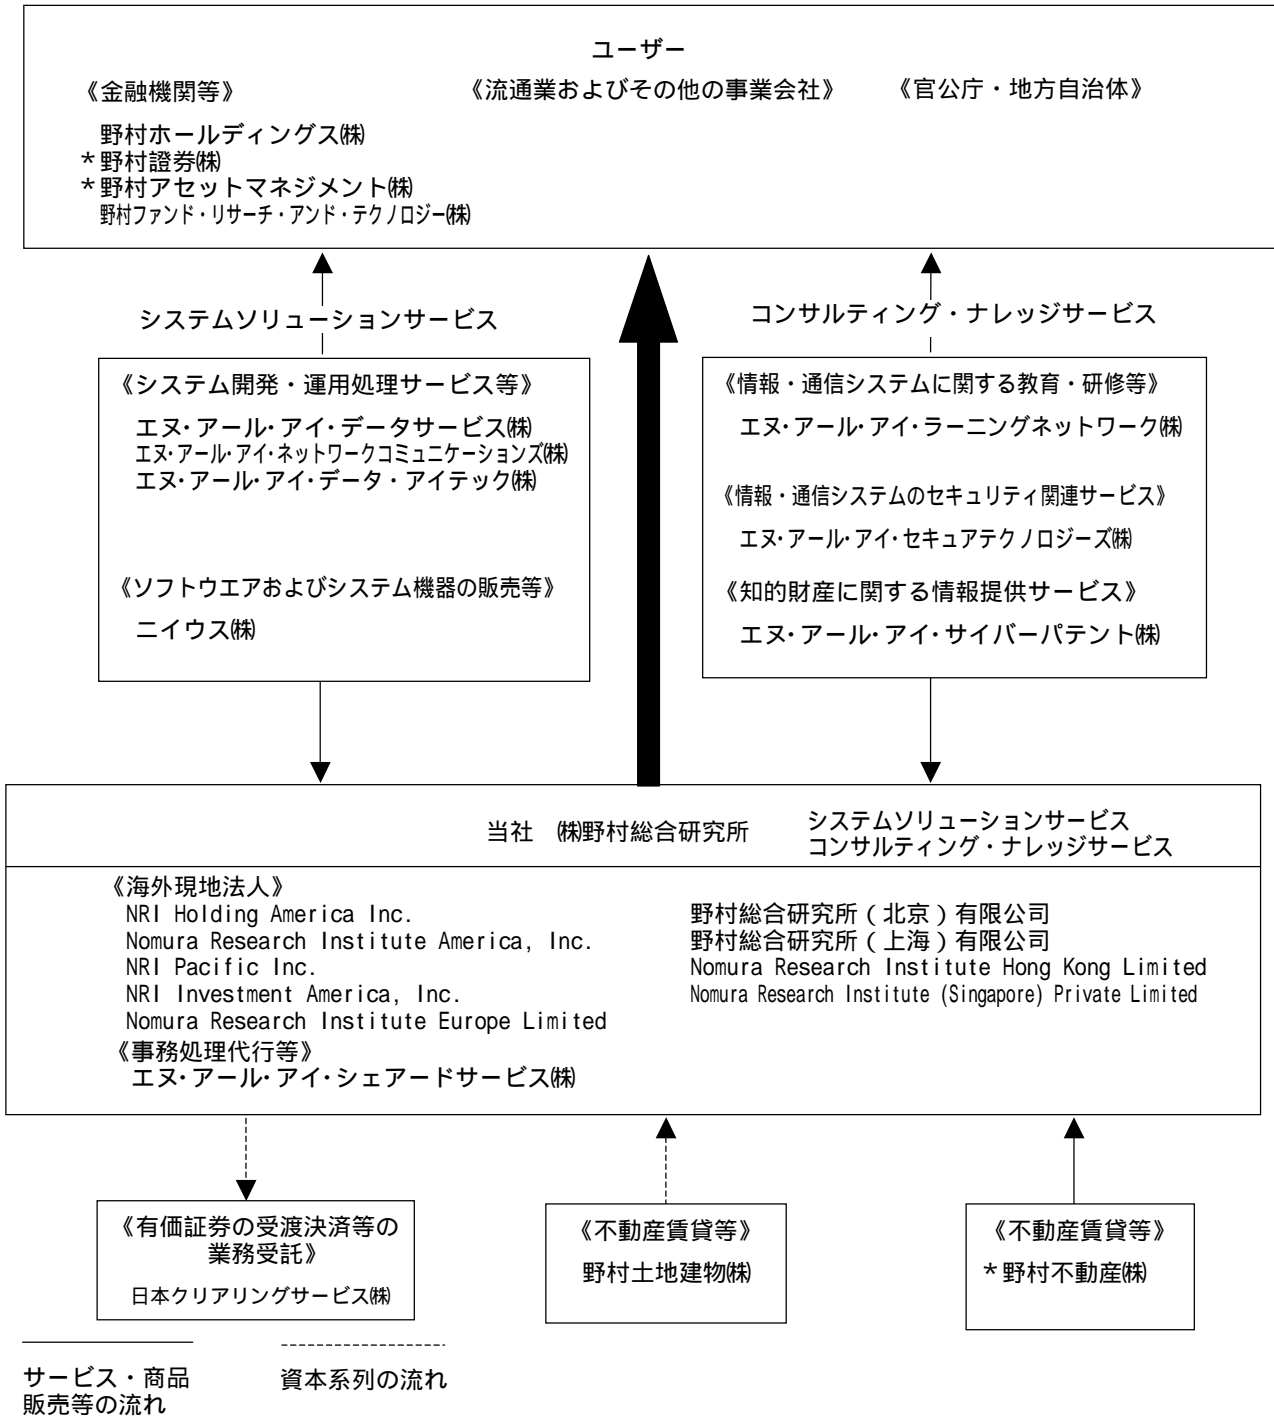 ユーザー
《金融機関等》
《流通業およびその他の事業会社》
《官公庁・地方自治体》
野村ホールディングス㈱
*野村證券㈱
*野村アセットマネジメント㈱
野村ファンド・リサーチ・アンド・テクノロジー㈱
システムソリューションサービス
コンサルティング・ナレッジサービス
《システム開発・運用処理サービス等》
エヌ・アール・アイ・データサービス㈱
エヌ・アール・アイ・ネットワークコミュニケーションズ㈱
エヌ・アール・アイ・データ・アイテック㈱
《ソフトウエアおよびシステム機器の販売等》
ニイウス㈱
《情報・通信システムに関する教育・研修等》
エヌ・アール・アイ・ラーニングネットワーク㈱
《情報・通信システムのセキュリティ関連サービス》
エヌ・アール・アイ・セキュアテクノロジーズ㈱
《知的財産に関する情報提供サービス》
エヌ・アール・アイ・サイバーパテント㈱
当社 ㈱野村総合研究所
システムソリューションサービス
コンサルティング・ナレッジサービス
《海外現地法人》
NRI Holding America Inc.
Nomura Research Institute America, Inc.
NRI Pacific Inc.
NRI Investment America, Inc.
Nomura Research Institute Europe Limited
野村総合研究所（北京）有限公司
野村総合研究所（上海）有限公司
Nomura Research Institute Hong Kong Limited
Nomura Research Institute (Singapore) Private Limited
《事務処理代行等》
エヌ・アール・アイ・シェアードサービス㈱
《有価証券の受渡決済等の
業務受託》
日本クリアリングサービス㈱
《不動産賃貸等》
野村土地建物㈱
《不動産賃貸等》
*野村不動産㈱
サービス・商品
販売等の流れ
資本系列の流れ